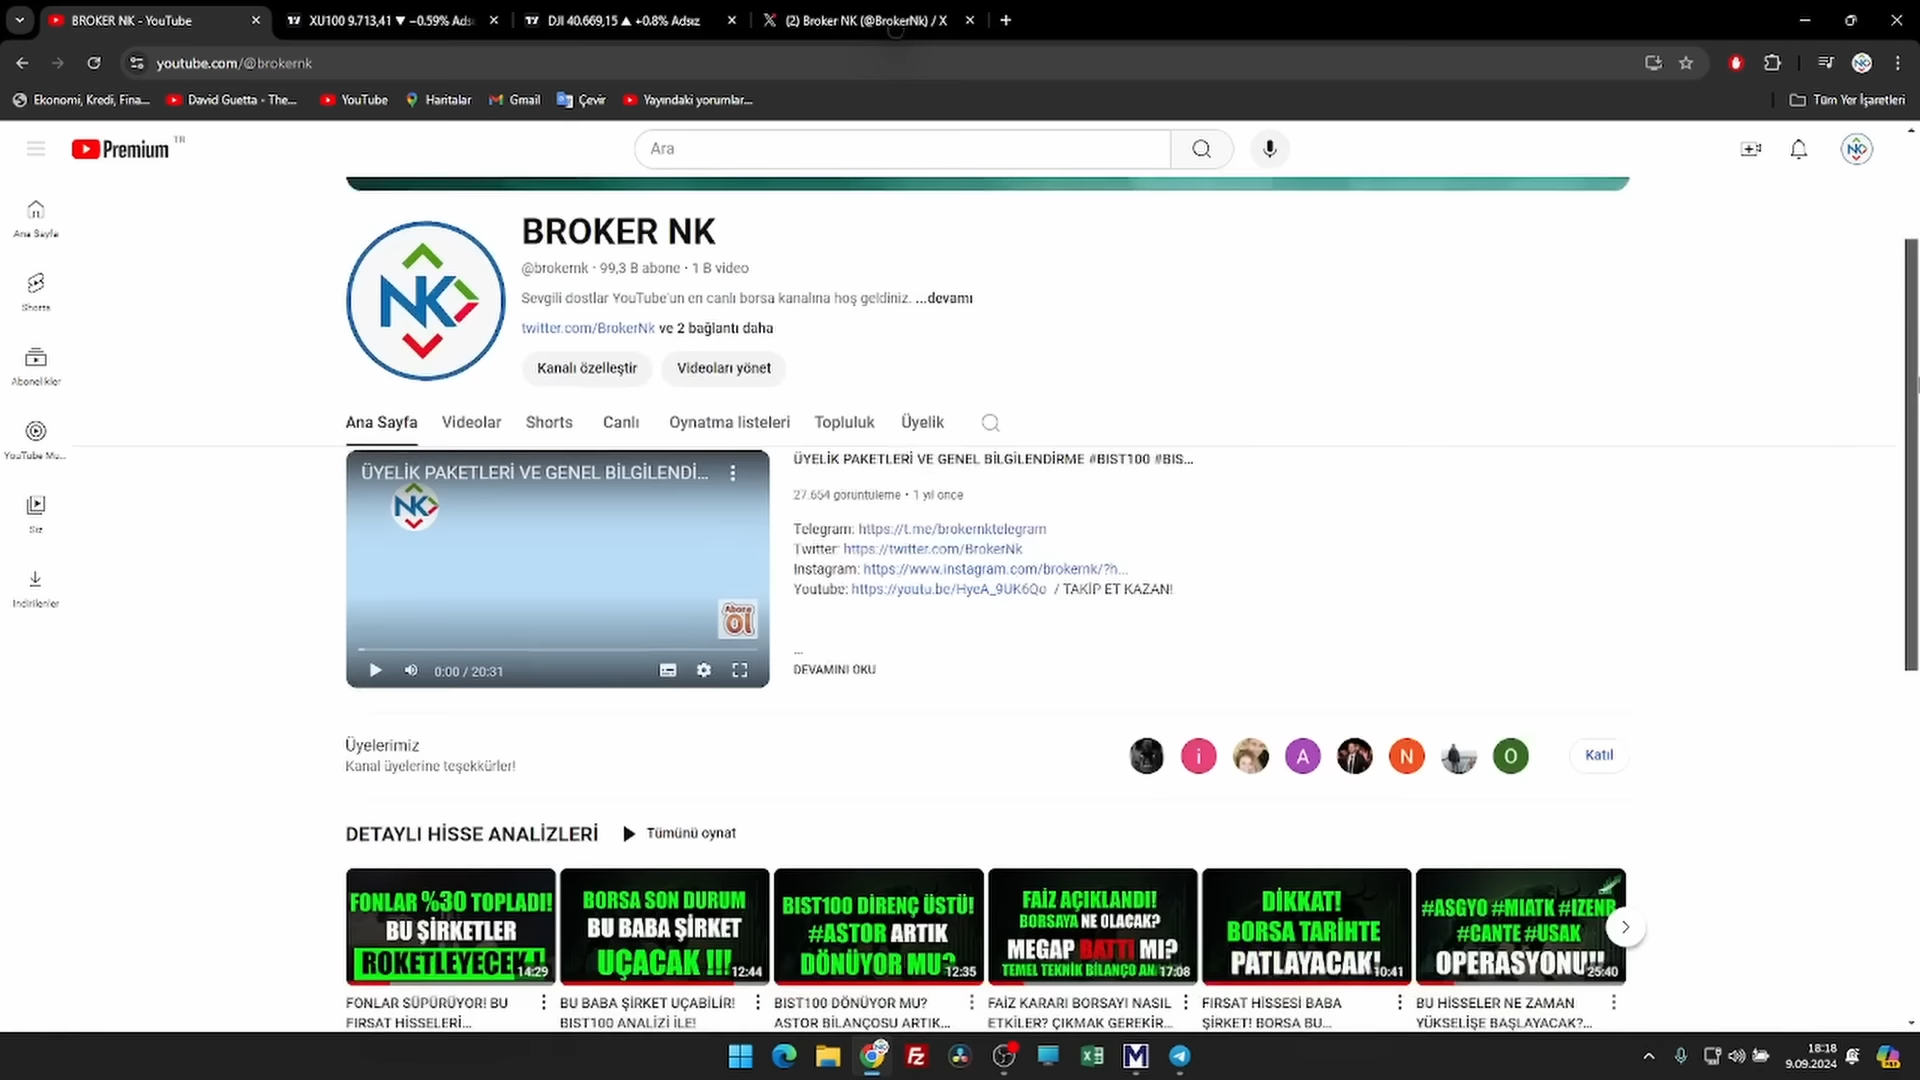 BROKER NK - YouTube
XU100 9.713,41 ▼ −0.59% Ads
DJI 40.669,15 ▲ +0.8% Adsız
(2) Broker NK (@BrokerNk) / X
youtube.com/@brokernk
Ekonomi, Kredi, Fina...
David Guetta - The...
YouTube
Haritalar
Gmail
Çevir
Yayındaki yorumlar...
Tüm Yer İşaretleri
Premium TR
Ara
NK
Ana Sayfa
Shorts
Abonelikler
YouTube Mu...
Siz
İndirilenler
NK
BROKER NK
@brokernk · 99,3 B abone · 1 B video
Sevgili dostlar YouTube'un en canlı borsa kanalına hoş geldiniz. ...devamı
twitter.com/BrokerNk ve 2 bağlantı daha
Kanalı özelleştir
Videoları yönet
Ana Sayfa
Videolar
Shorts
Canlı
Oynatma listeleri
Topluluk
Üyelik
ÜYELİK PAKETLERİ VE GENEL BİLGİLENDİ...
NK
Abone
Ol
0:00 / 20:31
ÜYELİK PAKETLERİ VE GENEL BİLGİLENDİRME #BIST100 #BIS...
27.654 görüntüleme • 1 yıl önce
Telegram: https://t.me/brokernktelegram
Twitter: https://twitter.com/BrokerNk
Instagram: https://www.instagram.com/brokernk/?h...
Youtube: https://youtu.be/HyeA_9UK6Qo / TAKİP ET KAZAN!
...
DEVAMINI OKU
Üyelerimiz
Kanal üyelerine teşekkürler!
i
A
N
O
Katıl
DETAYLI HİSSE ANALİZLERİ
Tümünü oynat
FONLAR %30 TOPLADI!
BU ŞİRKETLER
ROKETLEYECEK !
14:29
FONLAR SÜPÜRÜYOR! BU
FIRSAT HİSSELERİ...
BORSA SON DURUM
BU BABA ŞİRKET
UÇACAK !!!
12:44
BU BABA ŞİRKET UÇABİLİR!
BIST100 ANALİZİ İLE!
BIST100 DİRENÇ ÜSTÜ!
#ASTOR ARTIK
DÖNÜYOR MU?
12:35
BIST100 DÖNÜYOR MU?
ASTOR BİLANÇOSU ARTIK...
FAİZ AÇIKLANDI!
BORSAYA NE OLACAK?
MEGAP BATTI MI?
TEMEL TEKNİK BİLANÇO AN
17:08
FAİZ KARARI BORSAYI NASIL
ETKİLER? ÇIKMAK GEREKİR...
DİKKAT!
BORSA TARİHTE
PATLAYACAK!
10:41
FIRSAT HİSSESİ BABA
ŞİRKET! BORSA BU...
#ASGYO #MIATK #IZENR
#CANTE #USAK
OPERASYONU!!
25:40
BU HİSSELER NE ZAMAN
YÜKSELİŞE BAŞLAYACAK?...
18:18
9.09.2024